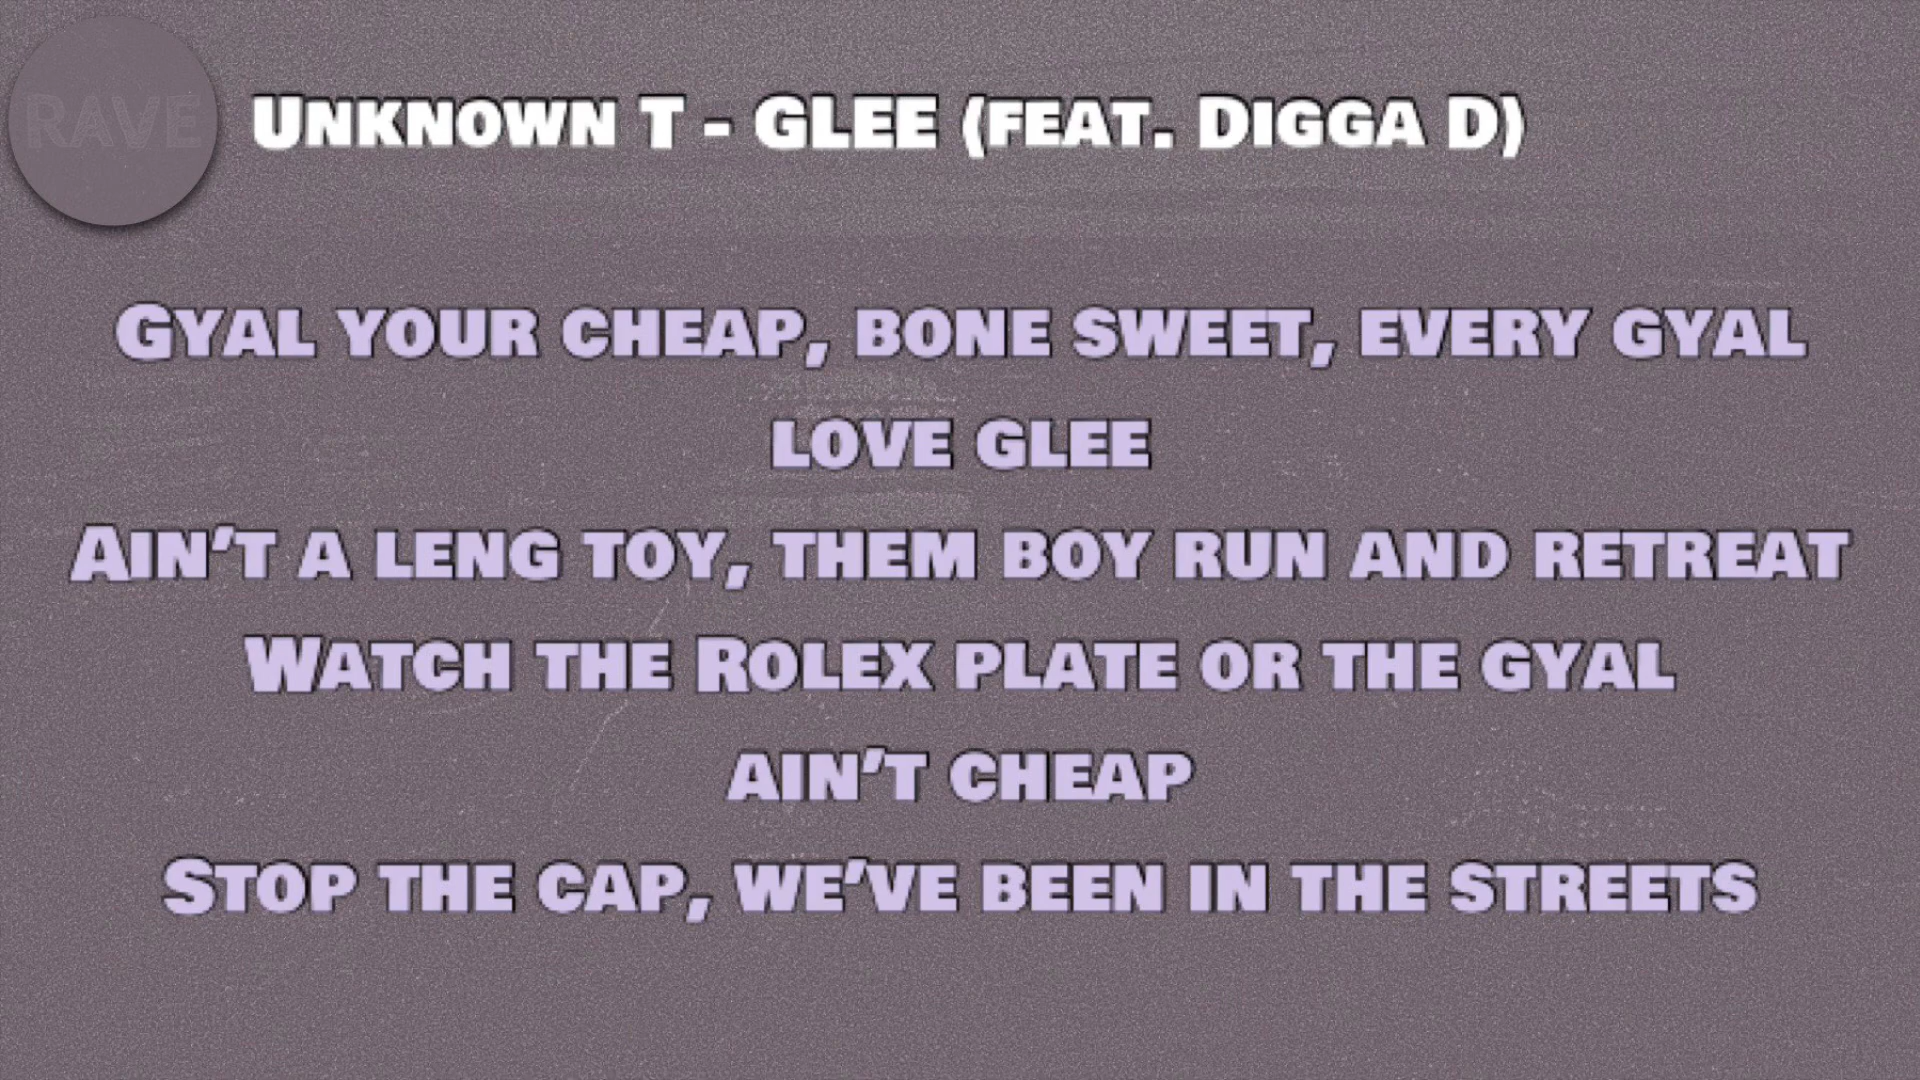 RAVE
Unknown T - GLEE (feat. Digga D)
Gyal your cheap, bone sweet, every gyal
love glee
Ain't a leng toy, them boy run and retreat
Watch the Rolex plate or the gyal
ain't cheap
Stop the cap, we've been in the streets